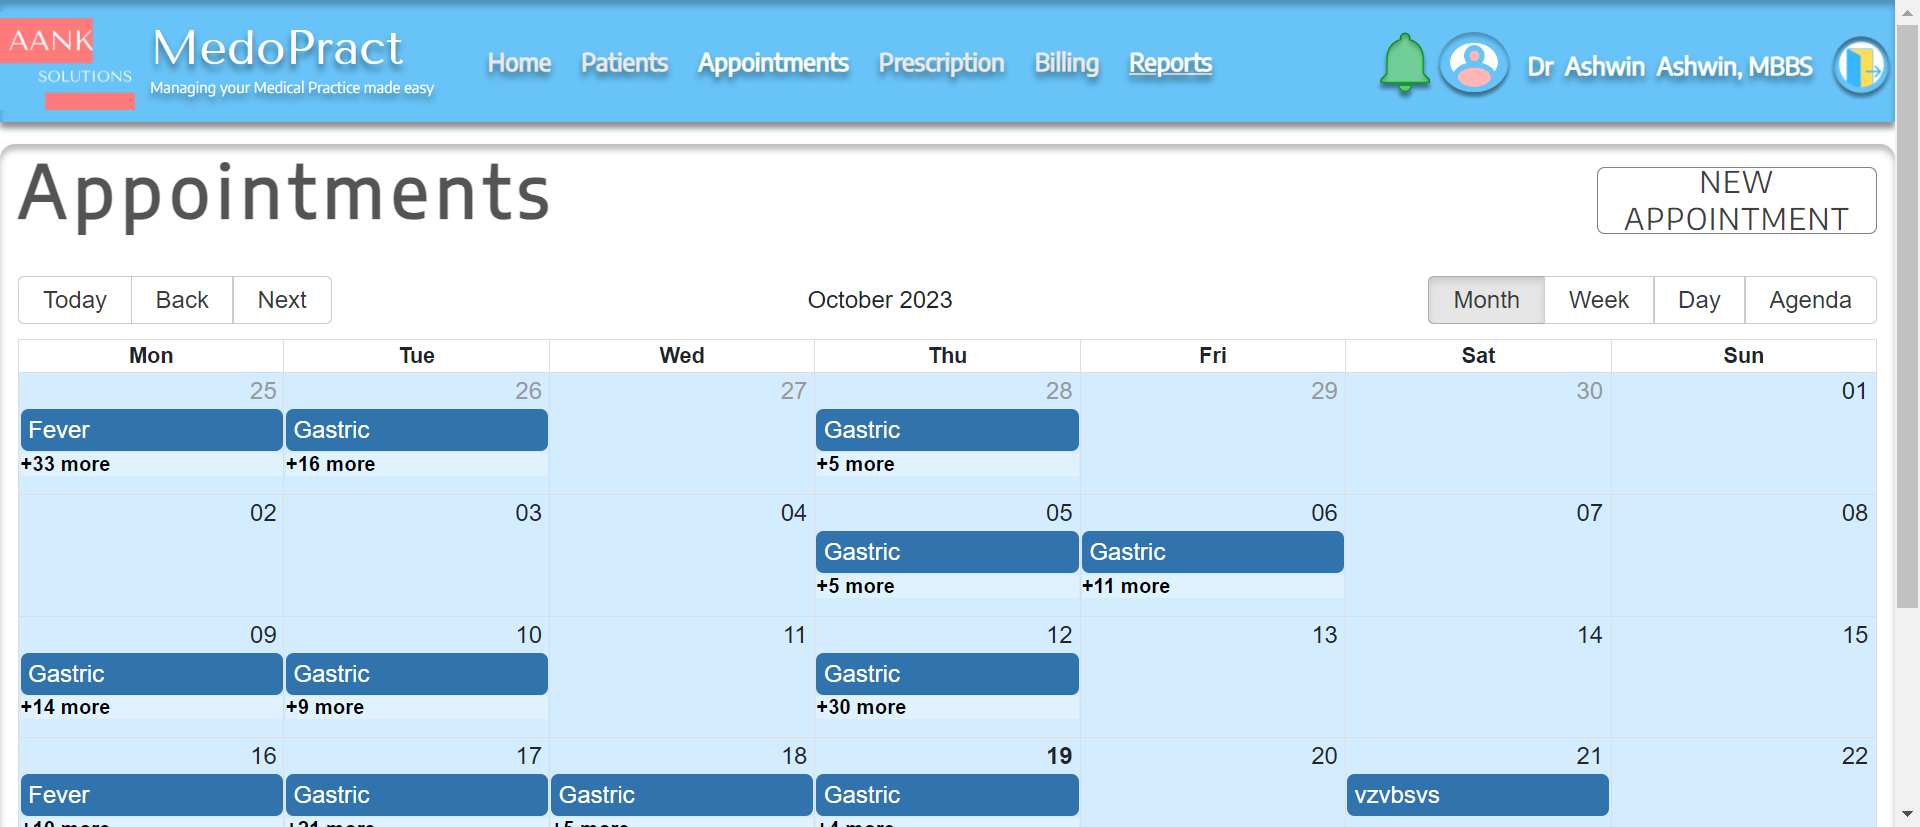 AANK
SOLUTIONS
MedoPract
Managing your Medical Practice made easy
Home Patients Appointments Prescription Billing Reports
Dr Ashwin Ashwin, MBBS
Appointments
NEW
APPOINTMENT
Today Back Next
October 2023
Month Week Day Agenda
Mon Tue Wed Thu Fri Sat Sun
25 26 27 28 29 30 01
Fever Gastric Gastric
+33 more +16 more +5 more
02 03 04 05 06 07 08
Gastric Gastric
+5 more +11 more
09 10 11 12 13 14 15
Gastric Gastric Gastric
+14 more +9 more +30 more
16 17 18 19 20 21 22
Fever Gastric Gastric Gastric vzvbsvs